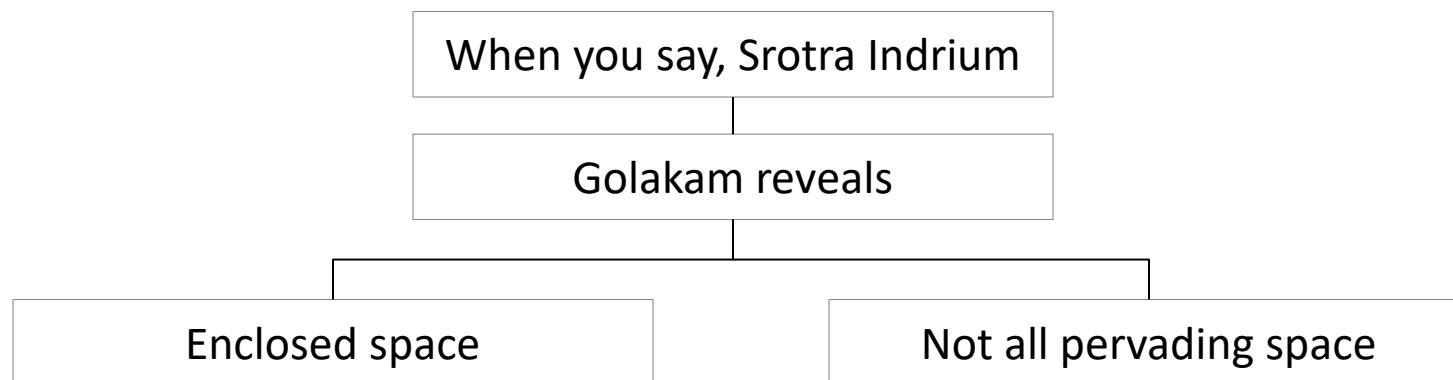 When you say, Srotra Indrium
Golakam reveals
Enclosed space
Not all pervading space